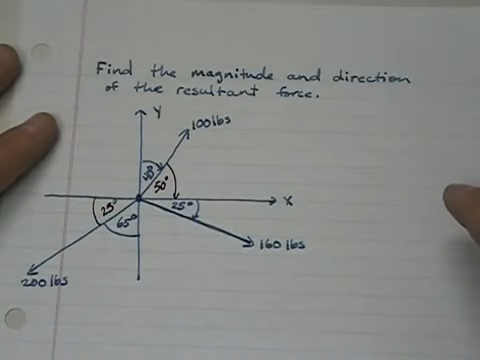 Find the magnitude and direction
of the resultant force.
Y
100 lbs
40°
50°
X
25°
25°
65°
160 lbs
200 lbs